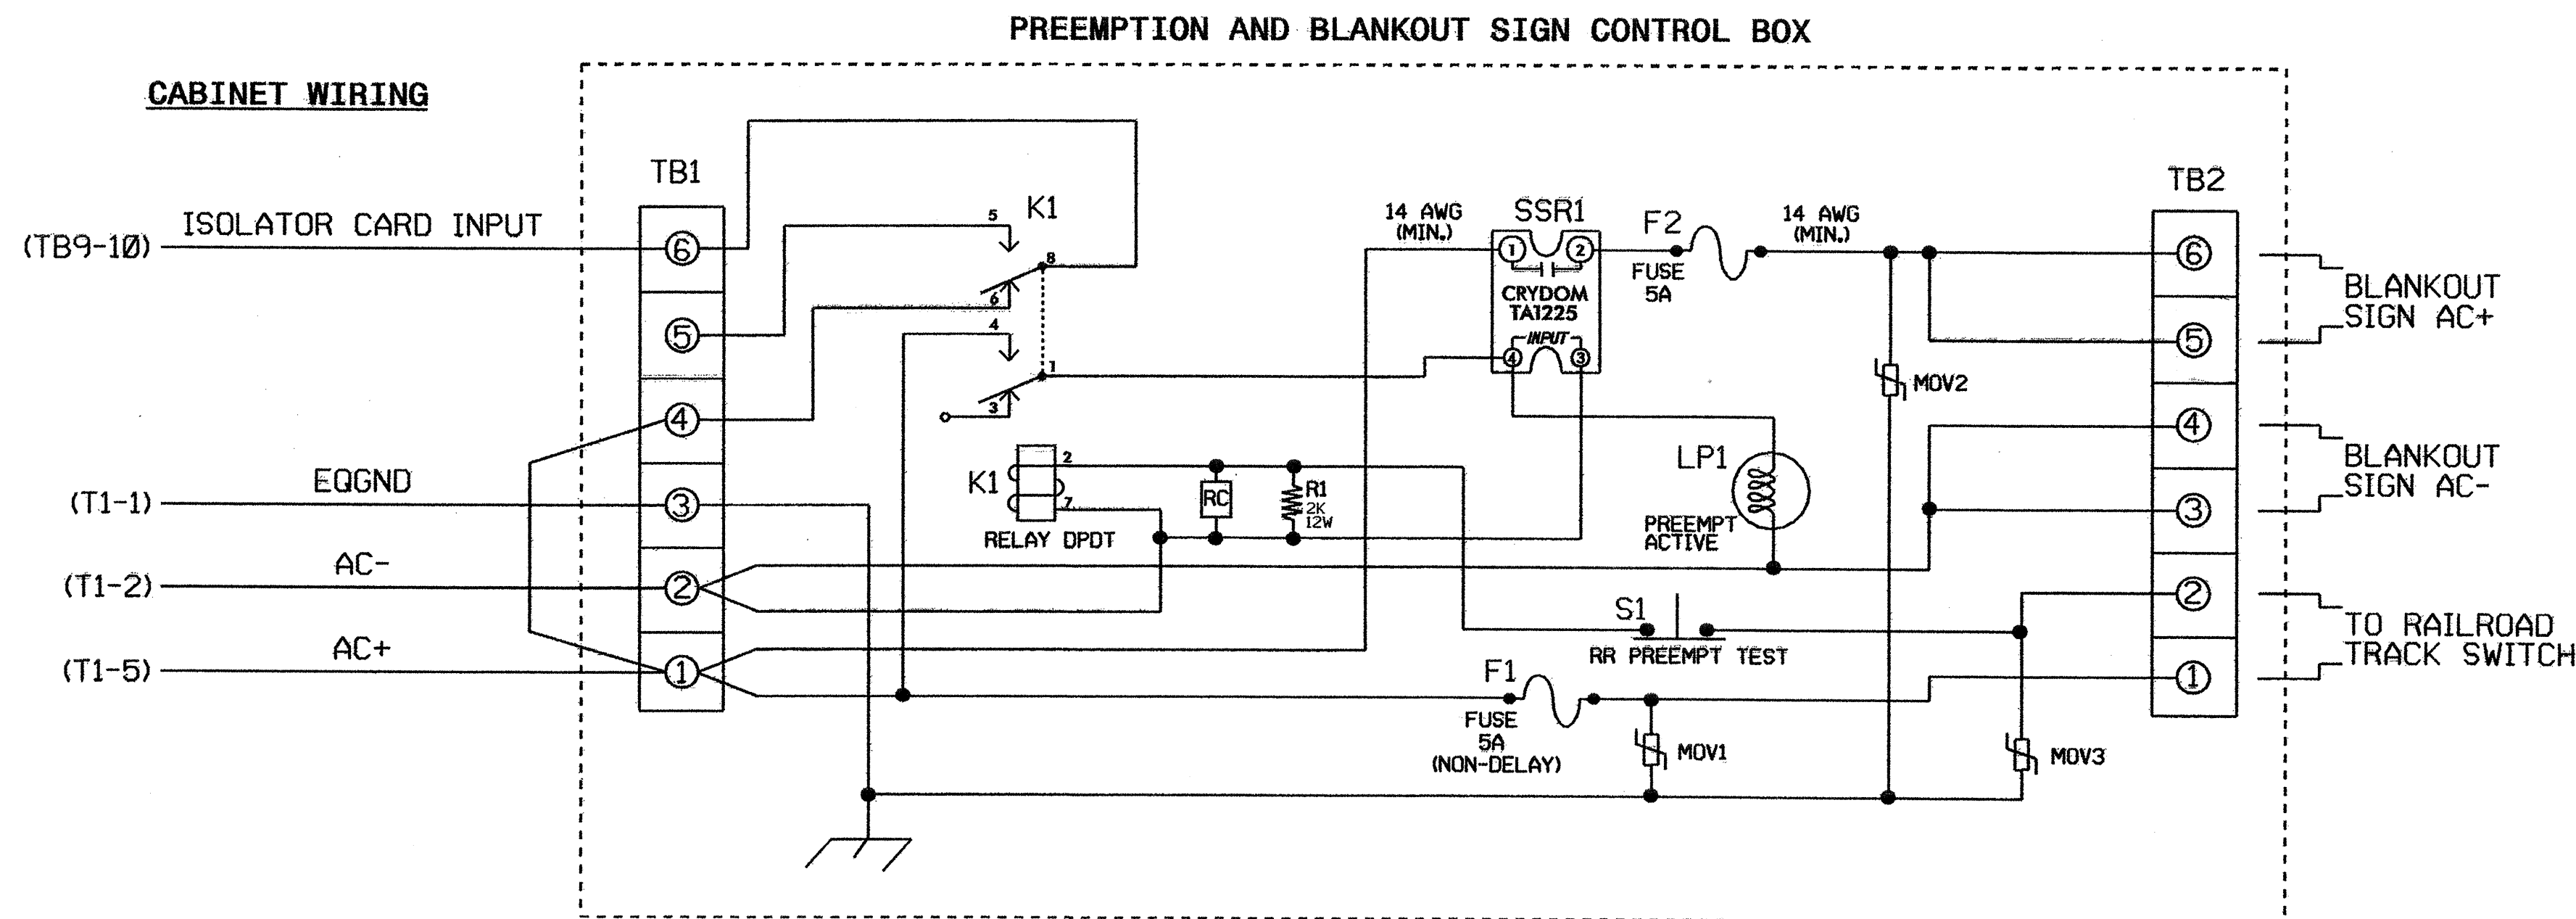 PREEMPTION AND BLANKOUT SIGN CONTROL BOX
CABINET WIRING
TB1
TB2
(TB9-10)
ISOLATOR CARD INPUT
6
5
4
3
2
1
(T1-1)
EQGND
(T1-2)
AC-
(T1-5)
AC+
5
K1
8
6
4
1
3
K1
2
7
RELAY DPDT
RC
R1
2K
12W
14 AWG
(MIN.)
SSR1
1
2
CRYDOM
TA1225
INPUT
4
3
F2
FUSE
5A
14 AWG
(MIN.)
MOV2
LP1
PREEMPT
ACTIVE
S1
RR PREEMPT TEST
F1
FUSE
5A
(NON-DELAY)
MOV1
MOV3
6
5
4
3
2
1
BLANKOUT
SIGN AC+
BLANKOUT
SIGN AC-
TO RAILROAD
TRACK SWITCH